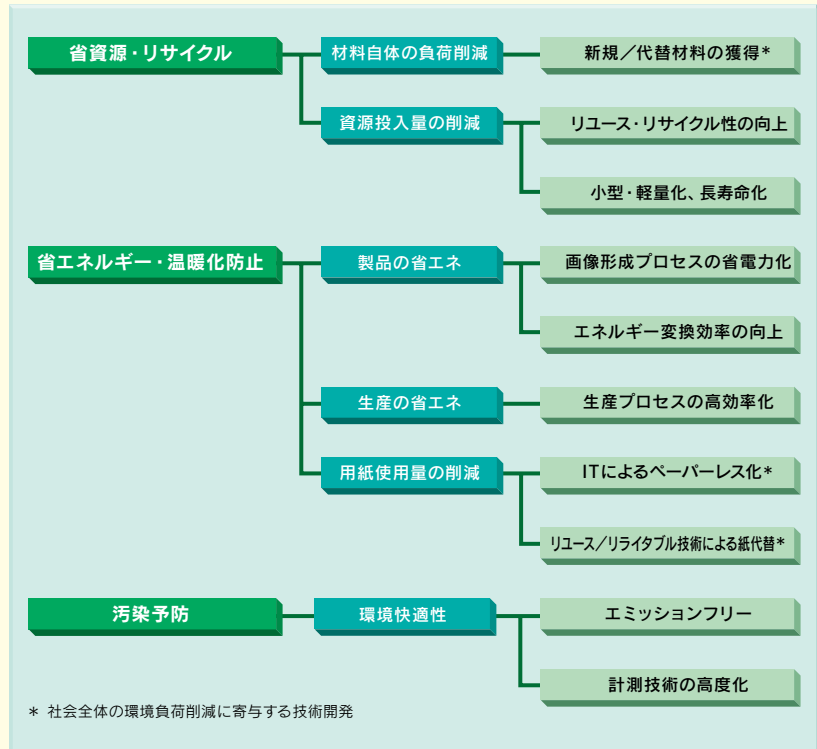 省資源・リサイクル
材料自体の負荷削減
新規／代替材料の獲得*
資源投入量の削減
リユース・リサイクル性の向上
小型・軽量化、長寿命化
省エネルギー・温暖化防止
製品の省エネ
画像形成プロセスの省電力化
エネルギー変換効率の向上
生産の省エネ
生産プロセスの高効率化
用紙使用量の削減
ITによるペーパーレス化*
リユース／リライタブル技術による紙代替*
汚染予防
環境快適性
エミッションフリー
計測技術の高度化
* 社会全体の環境負荷削減に寄与する技術開発